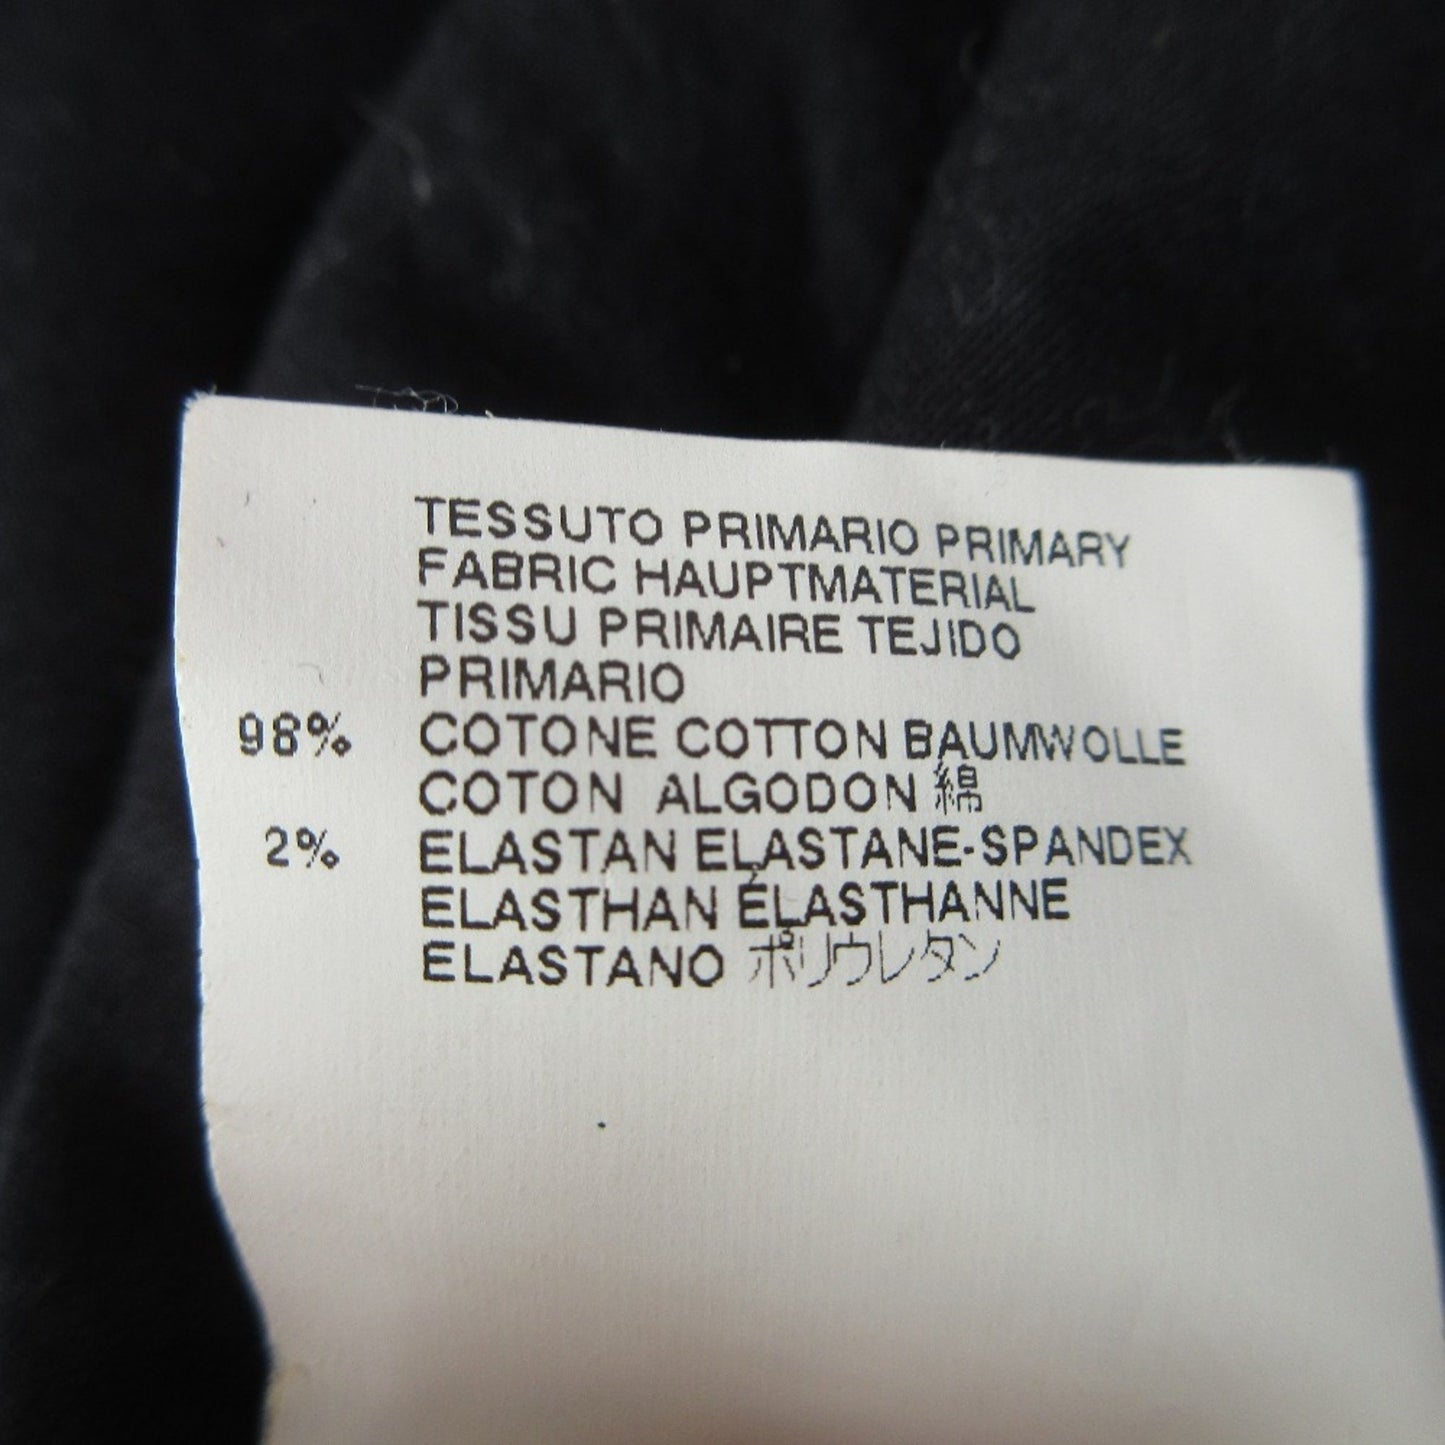 TESSUTO PRIMARIO PRIMARY
FABRIC HAUPTMATERIAL
TISSU PRIMAIRE TEJIDO
PRIMARIO
98% COTONE COTTON BAUMWOLLE
COTON ALGODON 綿
2% ELASTAN ELASTANE-SPANDEX
ELASTHAN ÉLASTHANNE
ELASTANO ポリウレタン